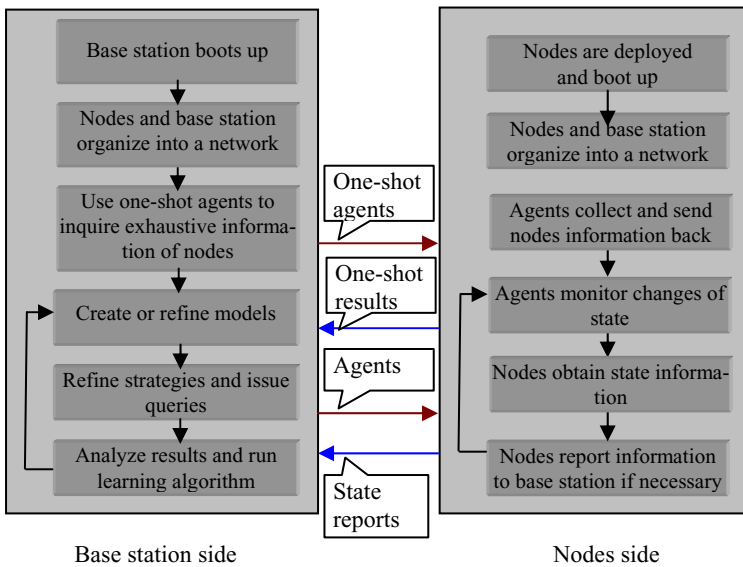 Base station boots up
Nodes and base station
organize into a network
Use one-shot agents to
inquire exhaustive informa-
tion of nodes
Create or refine models
Refine strategies and issue
queries
Analyze results and run
learning algorithm
One-shot
agents
One-shot
results
Agents
State
reports
Nodes are deployed
and boot up
Nodes and base station
organize into a network
Agents collect and send
nodes information back
Agents monitor changes of
state
Nodes obtain state informa-
tion
Nodes report information
to base station if necessary
Base station side
Nodes side